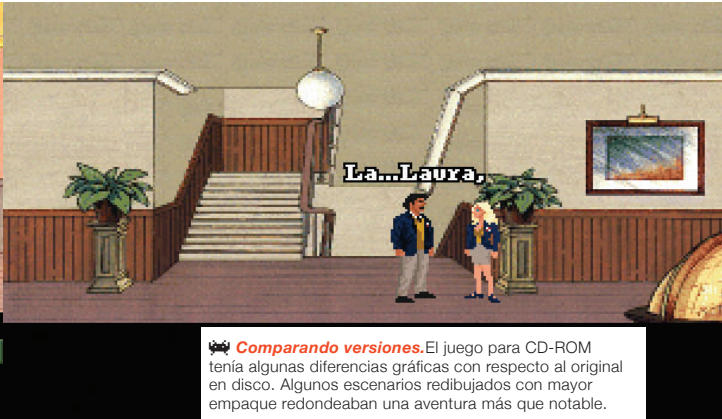 La...Laura,
Comparando versiones.El juego para CD-ROM
tenía algunas diferencias gráficas con respecto al original
en disco. Algunos escenarios redibujados con mayor
empaque redondeaban una aventura más que notable.